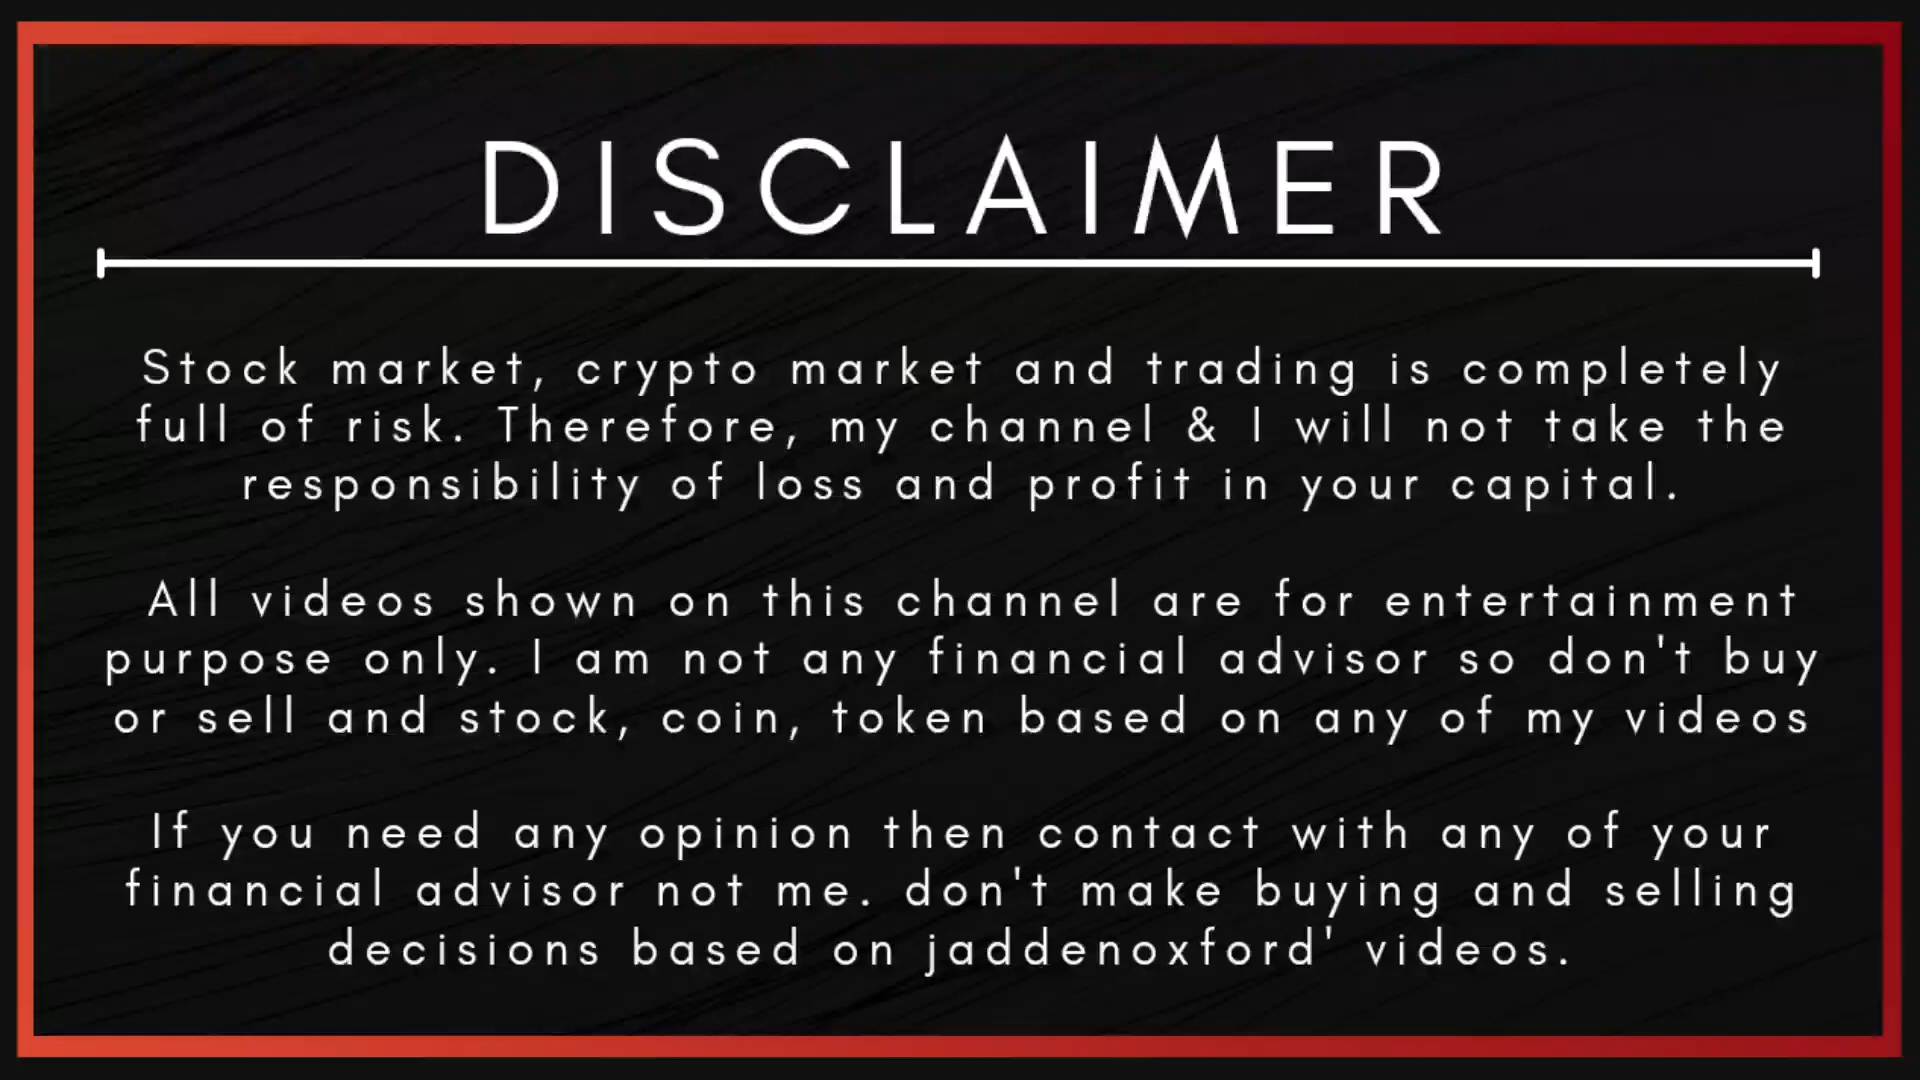 DISCLAIMER
Stock market, crypto market and trading is completely
full of risk. Therefore, my channel & I will not take the
responsibility of loss and profit in your capital.
All videos shown on this channel are for entertainment
purpose only. I am not any financial advisor so don't buy
or sell and stock, coin, token based on any of my videos
If you need any opinion then contact with any of your
financial advisor not me. don't make buying and selling
decisions based on jaddenoxford' videos.